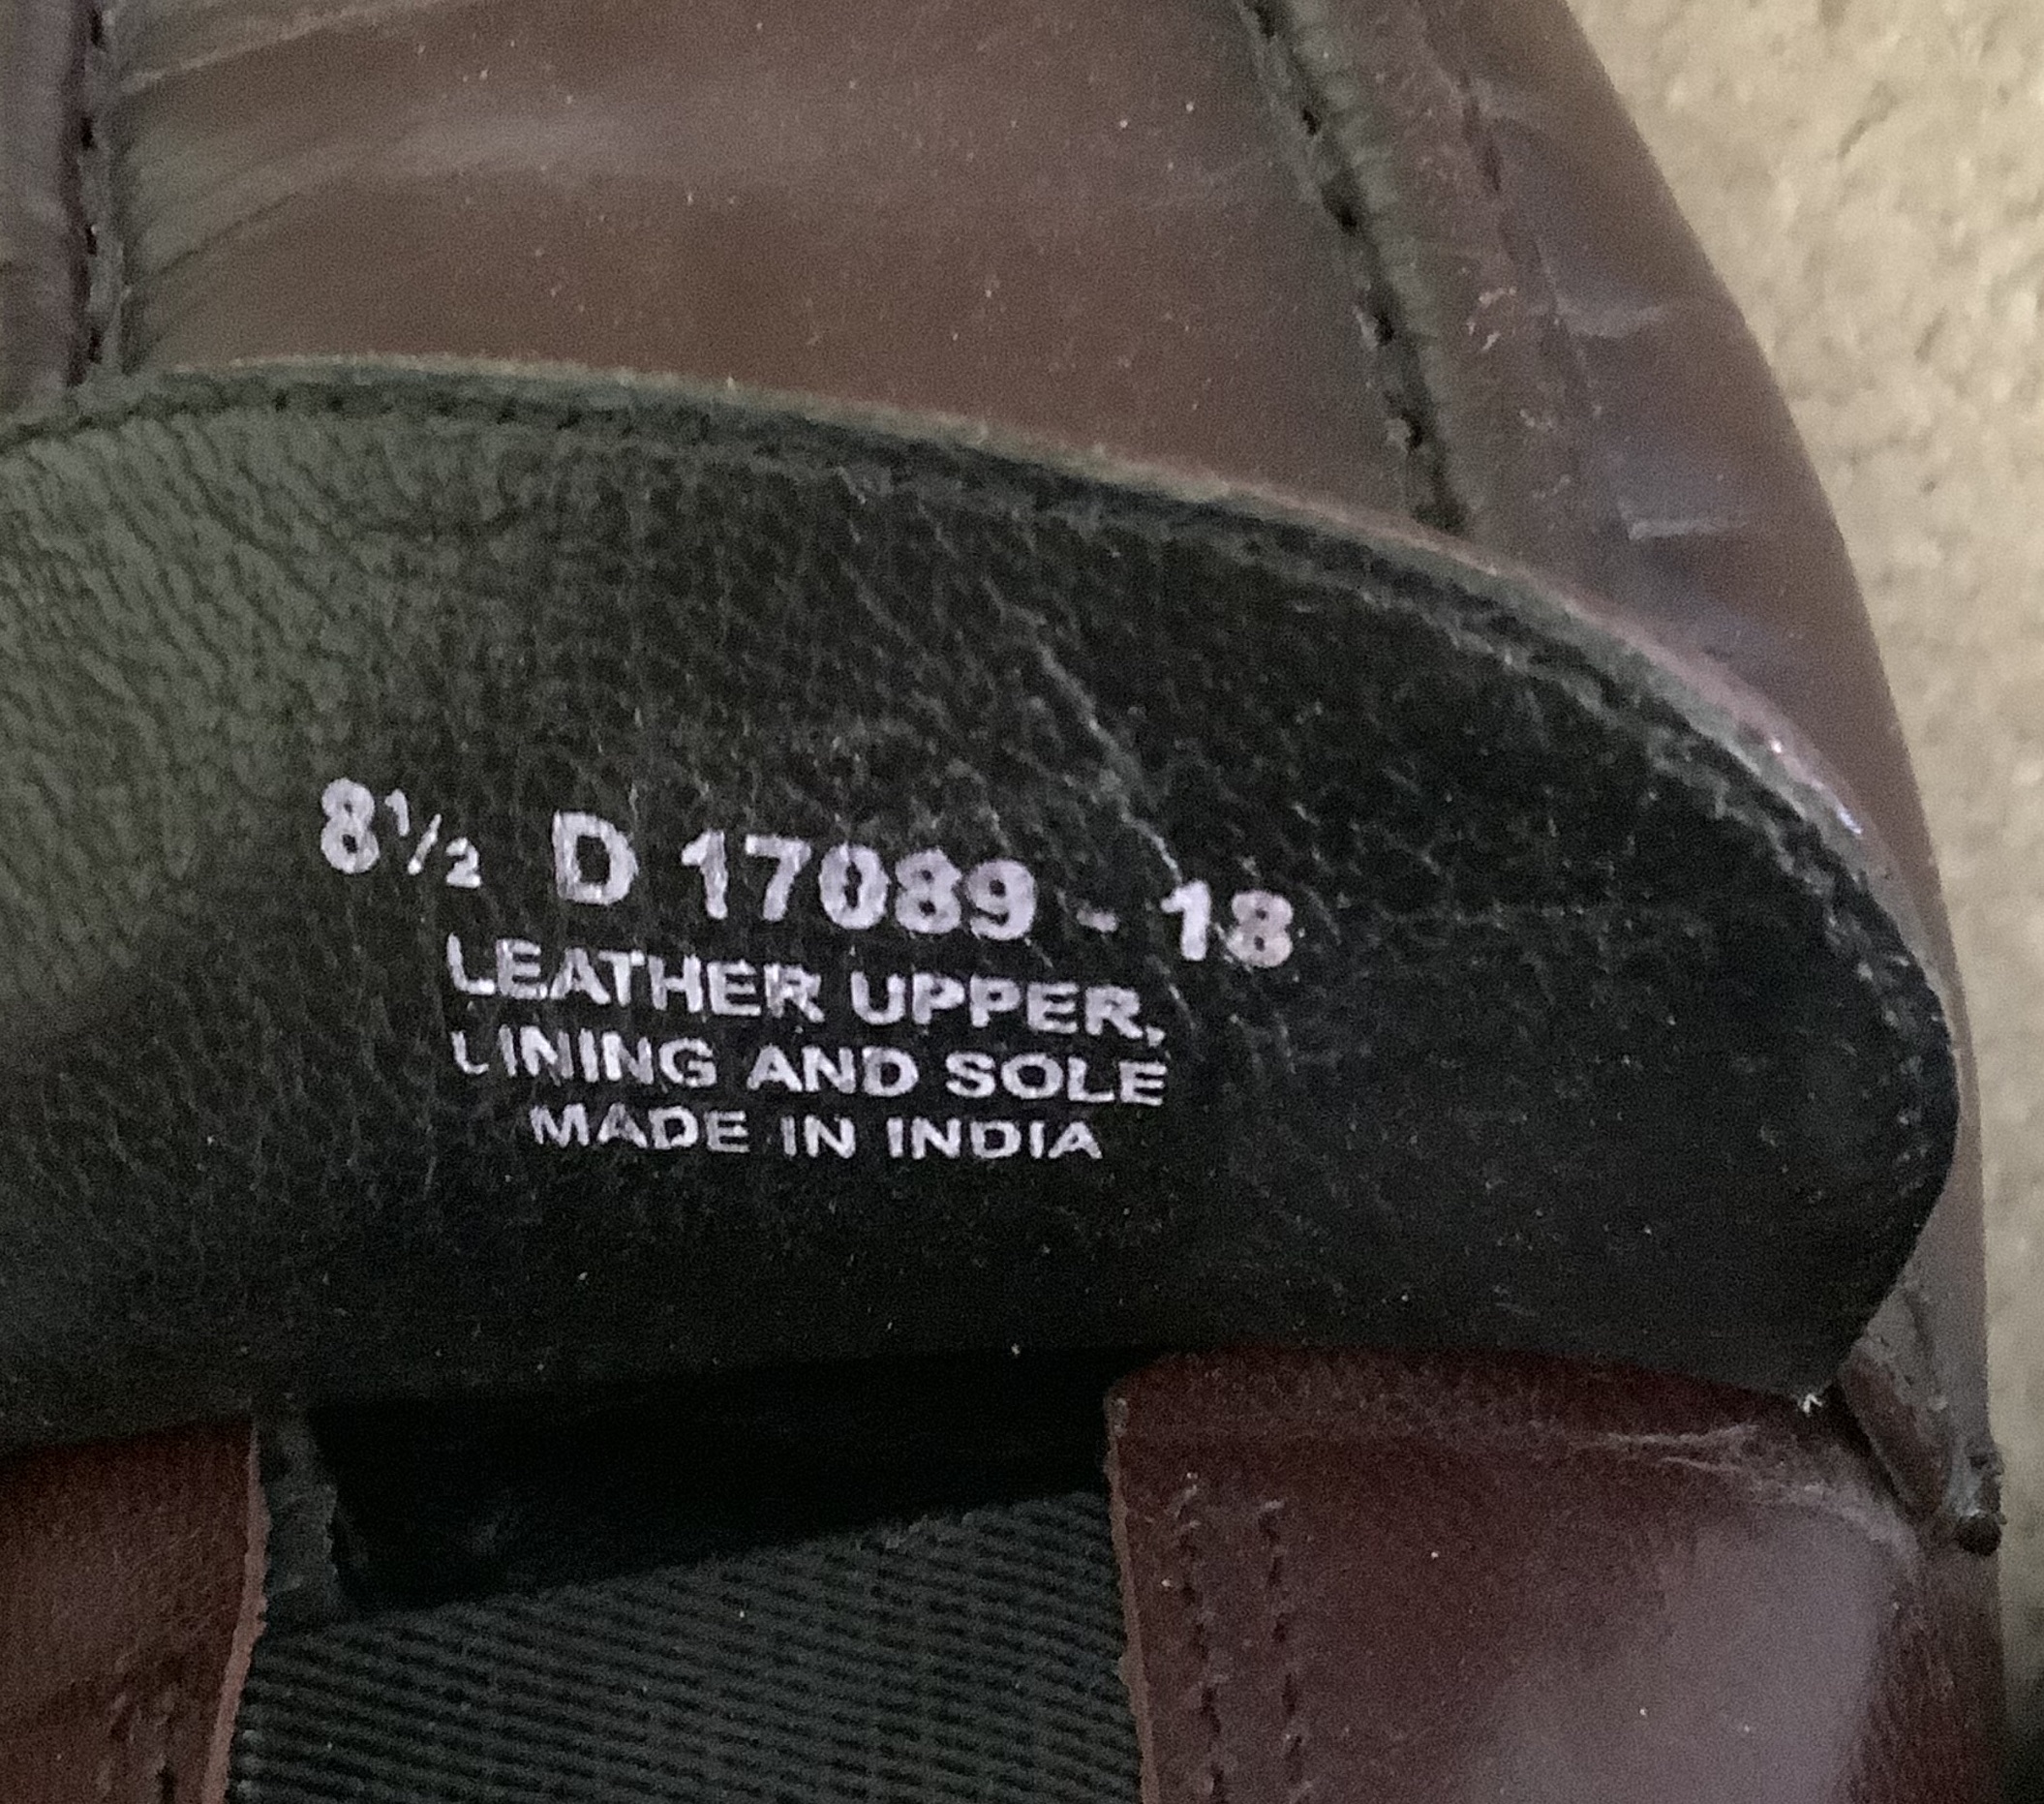 8½ D 17089 - 18
LEATHER UPPER,
LINING AND SOLE
MADE IN INDIA